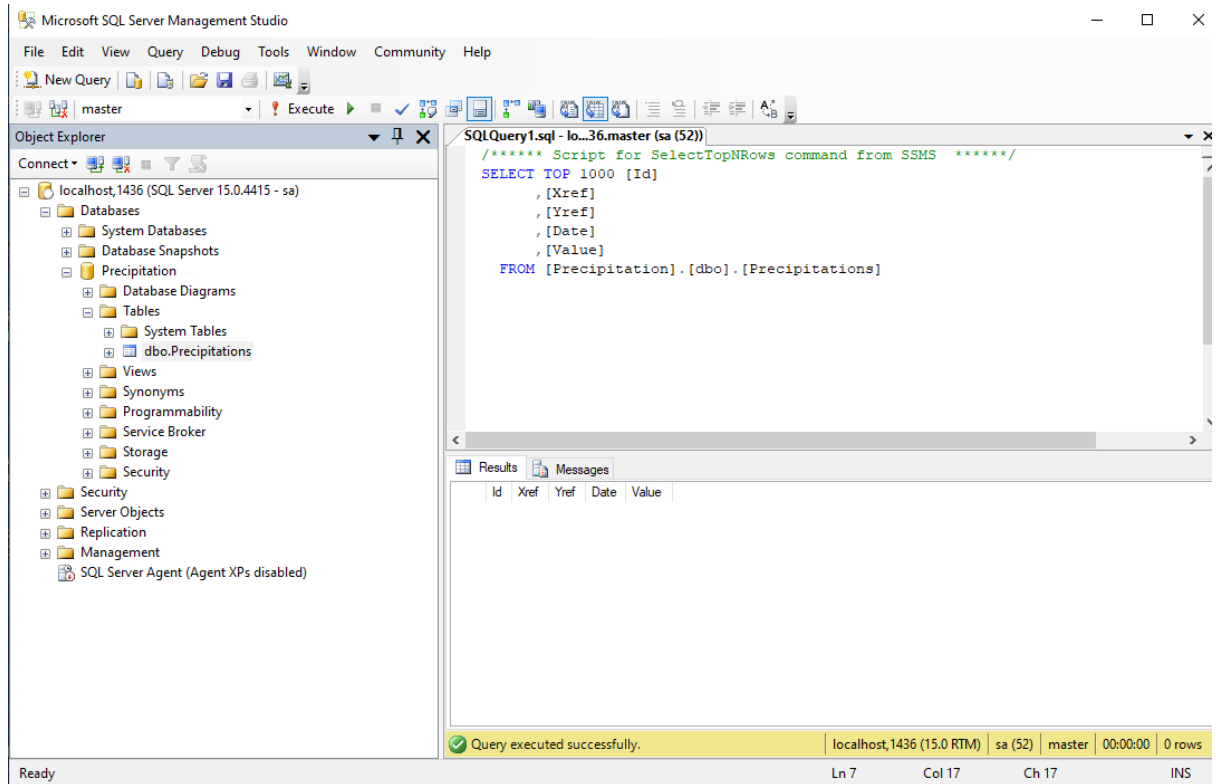 Microsoft SQL Server Management Studio
File Edit View Query Debug Tools Window Community Help
New Query
master Execute
Object Explorer
Connect
localhost,1436 (SQL Server 15.0.4415 - sa)
Databases
System Databases
Database Snapshots
Precipitation
Database Diagrams
Tables
System Tables
dbo.Precipitations
Views
Synonyms
Programmability
Service Broker
Storage
Security
Security
Server Objects
Replication
Management
SQL Server Agent (Agent XPs disabled)
SQLQuery1.sql - lo...36.master (sa (52))
/****** Script for SelectTopNRows command from SSMS ******/
SELECT TOP 1000 [Id]
,[Xref]
,[Yref]
,[Date]
,[Value]
FROM [Precipitation].[dbo].[Precipitations]
Results Messages
Id Xref Yref Date Value
Query executed successfully. localhost,1436 (15.0 RTM) sa (52) master 00:00:00 0 rows
Ready Ln 7 Col 17 Ch 17 INS